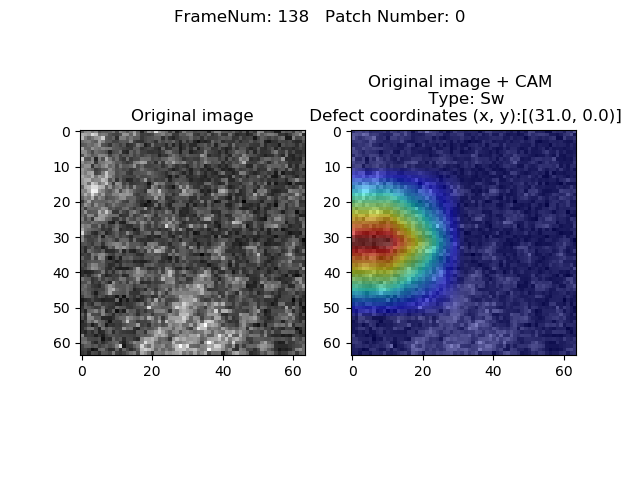 FrameNum: 138   Patch Number: 0
Original image
0
10
20
30
40
50
60
0 20 40 60
Original image + CAM
Type: Sw
Defect coordinates (x, y):[(31.0, 0.0)]
0
10
20
30
40
50
60
0 20 40 60